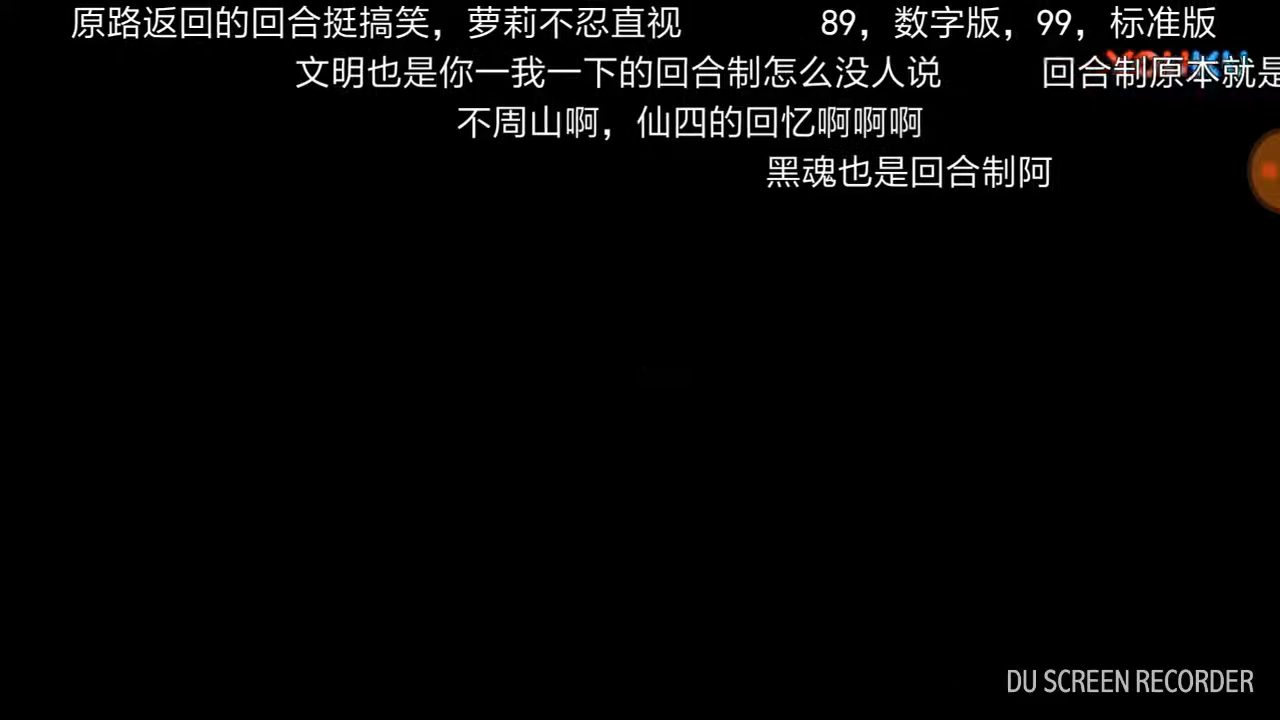 原路返回的回合挺搞笑，萝莉不忍直视
89，数字版，99，标准版
文明也是你一我一下的回合制怎么没人说
回合制原本就是
YOUKU
不周山啊，仙四的回忆啊啊啊
黑魂也是回合制阿
DU SCREEN RECORDER